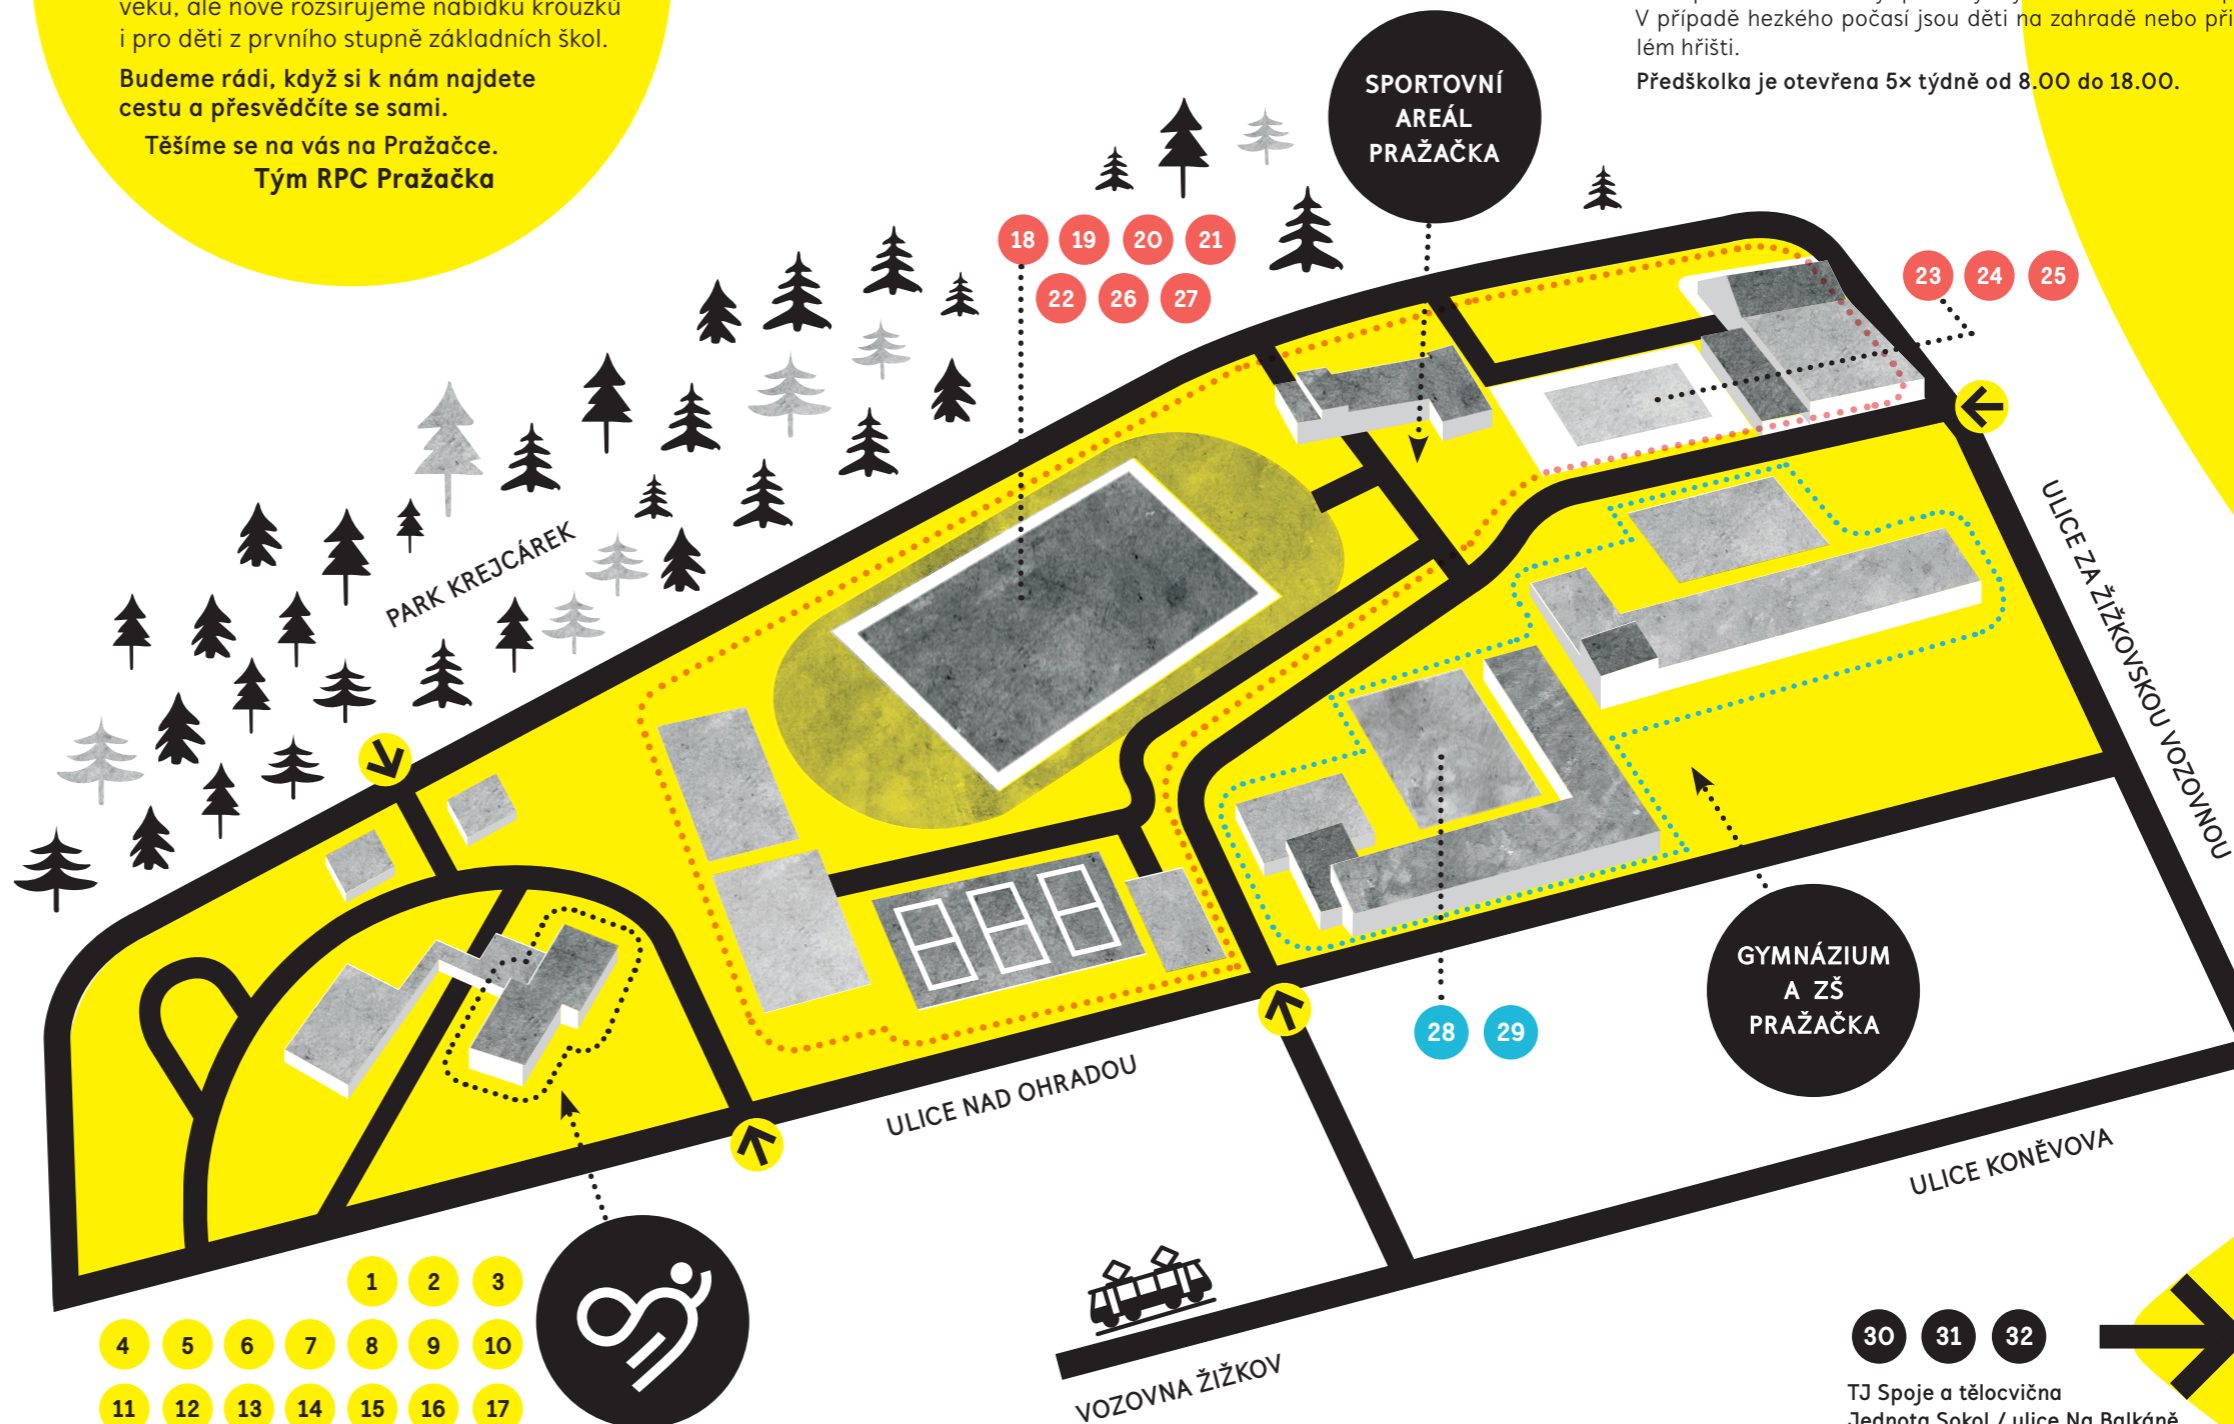 věku, ale nově rozšiřujeme nabídku kroužků
i pro děti z prvního stupně základních škol.
Budeme rádi, když si k nám najdete
cestu a přesvědčíte se sami.
Těšíme se na vás na Pražačce.
Tým RPC Pražačka
V případě hezkého počasí jsou děti na zahradě nebo při
lém hřišti.
Předškolka je otevřena 5× týdně od 8.00 do 18.00.
SPORTOVNÍ
AREÁL
PRAŽAČKA
18 19 20 21
22 26 27
23 24 25
PARK KREJCÁREK
ULICE ZA ŽIŽKOVSKOU VOZOVNOU
GYMNÁZIUM
A ZŠ
PRAŽAČKA
28 29
ULICE NAD OHRADOU
ULICE KONĚVOVA
VOZOVNA ŽIŽKOV
1 2 3
4 5 6 7 8 9 10
11 12 13 14 15 16 17
30 31 32
TJ Spoje a tělocvična
Jednota Sokol / ulice Na Balkáně